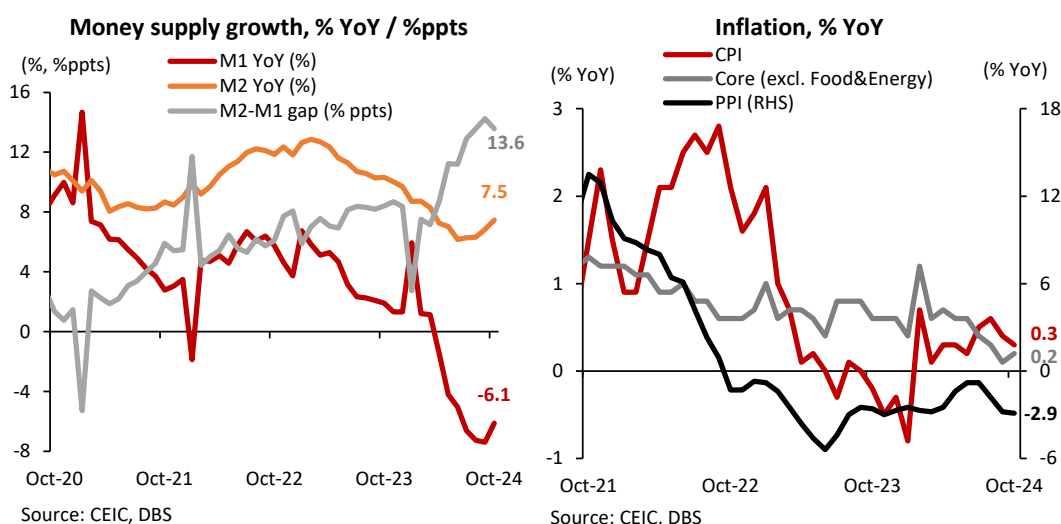 Money supply growth, % YoY / %ppts
(%, %ppts)
M1 YoY (%)
M2 YoY (%)
M2-M1 gap (% ppts)
16
12
8
4
0
-4
-8
13.6
7.5
-6.1
Oct-20
Oct-21
Oct-22
Oct-23
Oct-24
Source: CEIC, DBS
Inflation, % YoY
(% YoY)
CPI
Core (excl. Food&Energy)
PPI (RHS)
(% YoY)
3
2
1
0
-1
18
12
6
0
-6
0.3
0.2
-2.9
Oct-21
Oct-22
Oct-23
Oct-24
Source: CEIC, DBS